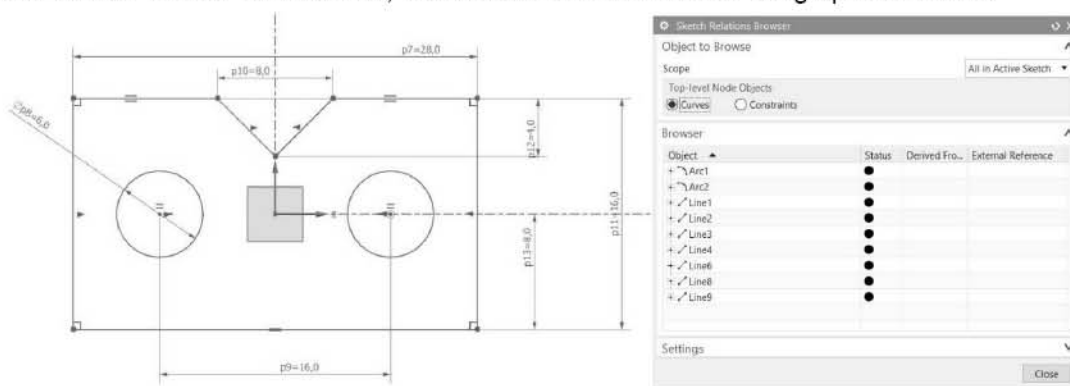 p7=28,0
p10=8,0
∅p8=6,0
p12=4,0
p11=16,0
p13=8,0
p9=16,0
Sketch Relations Browser
Object to Browse
Scope
All in Active Sketch
Top-level Node Objects
Curves
Constraints
Browser
Object Status Derived Fro... External Reference
Arc1
Arc2
Line1
Line2
Line3
Line4
Line6
Line8
Line9
Settings
Close